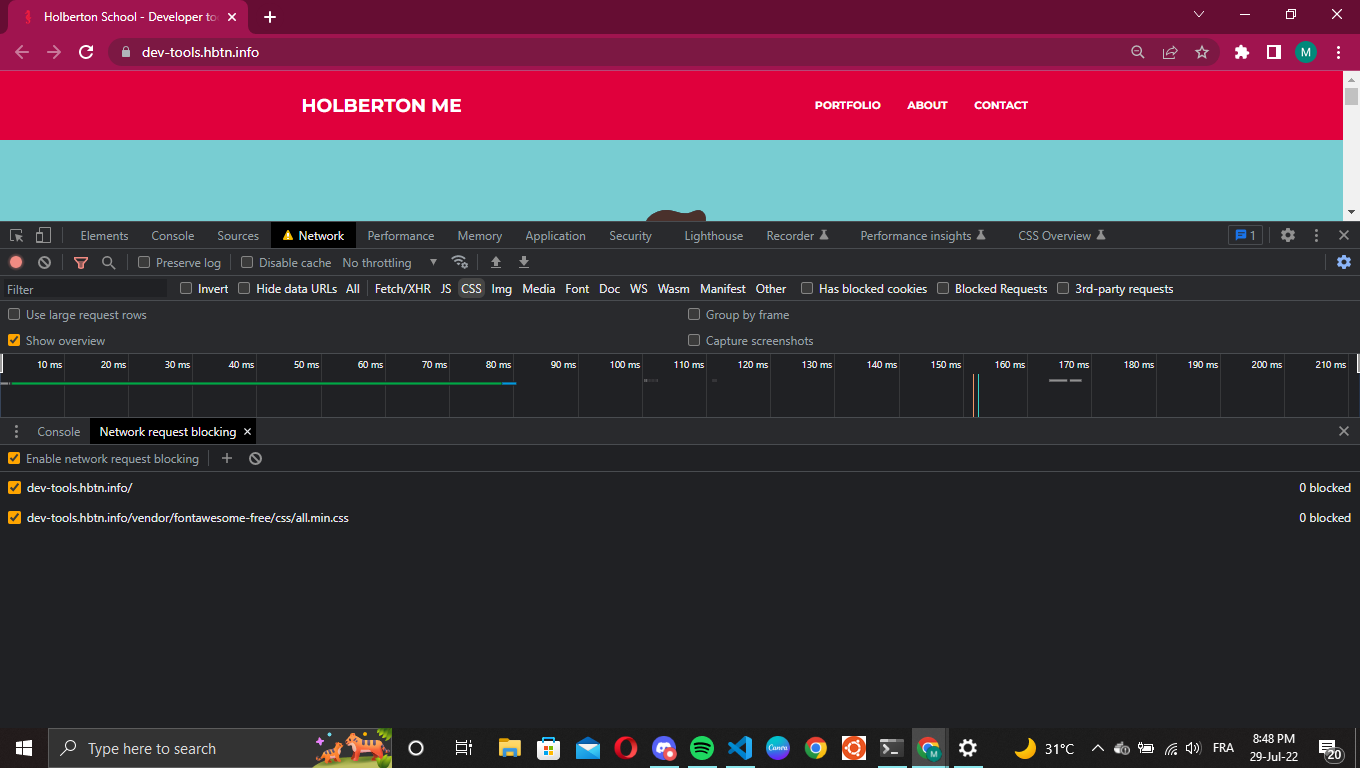 Holberton School - Developer to
dev-tools.hbtn.info
M
HOLBERTON ME
PORTFOLIO ABOUT CONTACT
Elements Console Sources Network Performance Memory Application Security Lighthouse Recorder Performance insights CSS Overview 1
Preserve log Disable cache No throttling
Filter Invert Hide data URLs All Fetch/XHR JS CSS Img Media Font Doc WS Wasm Manifest Other Has blocked cookies Blocked Requests 3rd-party requests
Use large request rows Group by frame
Show overview Capture screenshots
10 ms 20 ms 30 ms 40 ms 50 ms 60 ms 70 ms 80 ms 90 ms 100 ms 110 ms 120 ms 130 ms 140 ms 150 ms 160 ms 170 ms 180 ms 190 ms 200 ms 210 ms
Console Network request blocking
Enable network request blocking
dev-tools.hbtn.info/ 0 blocked
dev-tools.hbtn.info/vendor/fontawesome-free/css/all.min.css 0 blocked
Type here to search Canva M 31°C FRA 8:48 PM
29-Jul-22 20